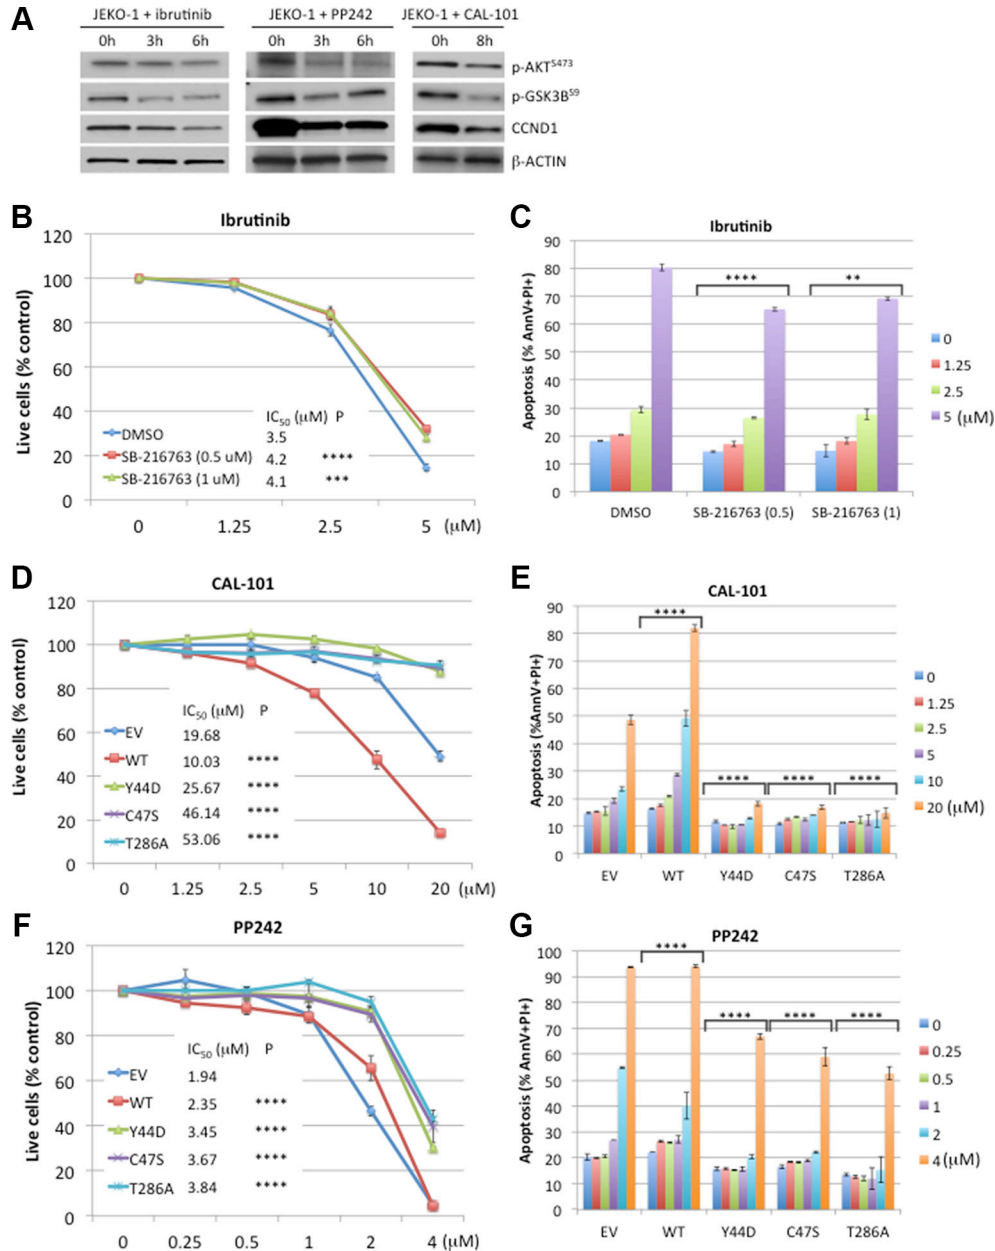 A
JEKO-1 + ibrutinib
JEKO-1 + PP242
JEKO-1 + CAL-101
0h 3h 6h
0h 3h 6h
0h 8h
p-AKTS473
p-GSK3BS9
CCND1
β-ACTIN
B
Ibrutinib
Live cells (% control)
120
100
80
60
40
20
0
IC50 (μM) P
DMSO 3.5
SB-216763 (0.5 uM) 4.2 ****
SB-216763 (1 uM) 4.1 ***
0 1.25 2.5 5 (μM)
C
Ibrutinib
Apoptosis (% AnnV+PI+)
90
80
70
60
50
40
30
20
10
0
**** **
DMSO SB-216763 (0.5) SB-216763 (1)
0
1.25
2.5
5 (μM)
D
CAL-101
Live cells (% control)
120
100
80
60
40
20
0
IC50 (μM) P
EV 19.68
WT 10.03 ****
Y44D 25.67 ****
C47S 46.14 ****
T286A 53.06 ****
0 1.25 2.5 5 10 20 (μM)
E
CAL-101
Apoptosis (%AnnV+PI+)
90
80
70
60
50
40
30
20
10
0
****
**** **** ****
EV WT Y44D C47S T286A
0
1.25
2.5
5
10
20 (μM)
F
PP242
Live cells (% control)
120
100
80
60
40
20
0
IC50 (μM) P
EV 1.94
WT 2.35 ****
Y44D 3.45 ****
C47S 3.67 ****
T286A 3.84 ****
0 0.25 0.5 1 2 4 (μM)
G
PP242
Apoptosis (% AnnV+PI+)
100
90
80
70
60
50
40
30
20
10
0
****
**** **** ****
EV WT Y44D C47S T286A
0
0.25
0.5
1
2
4 (μM)